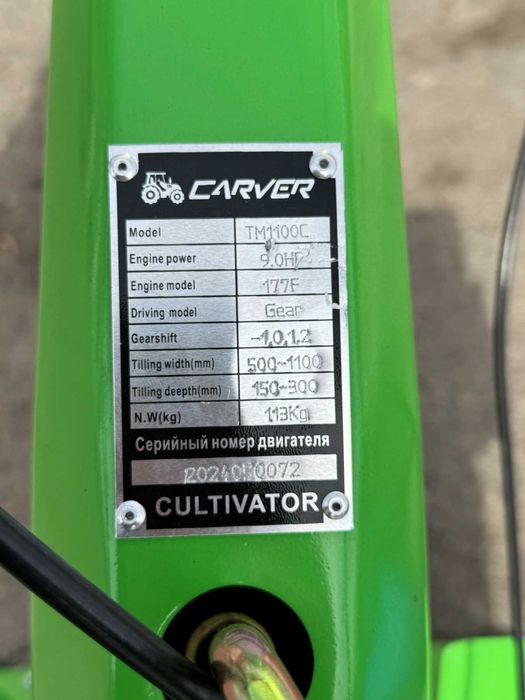 CARVER
Model TM1100C
Engine power 9.0HP
Engine model 177F
Driving model Gear
Gearshift -1,0,1,2
Tilling width(mm) 500~1100
Tilling deepth(mm) 150~300
N.W(kg) 113Kg
Серийный номер двигателя
CULTIVATOR